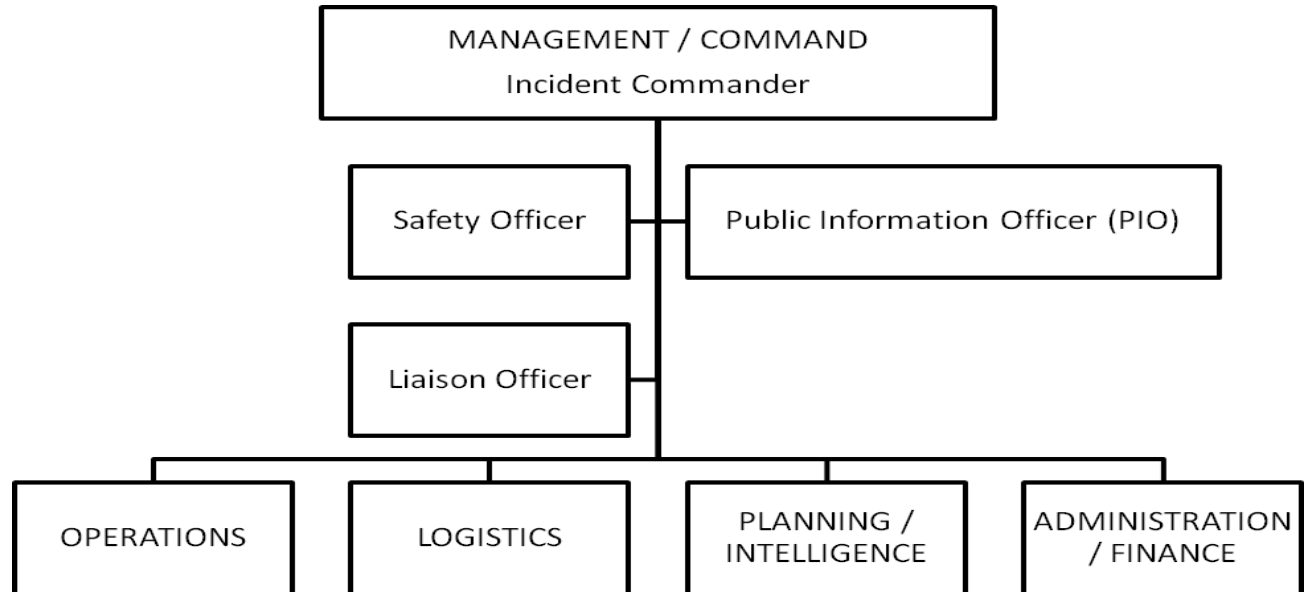 MANAGEMENT / COMMAND
Incident Commander
Safety Officer
Public Information Officer (PIO)
Liaison Officer
OPERATIONS
LOGISTICS
PLANNING /
INTELLIGENCE
ADMINISTRATION
/ FINANCE